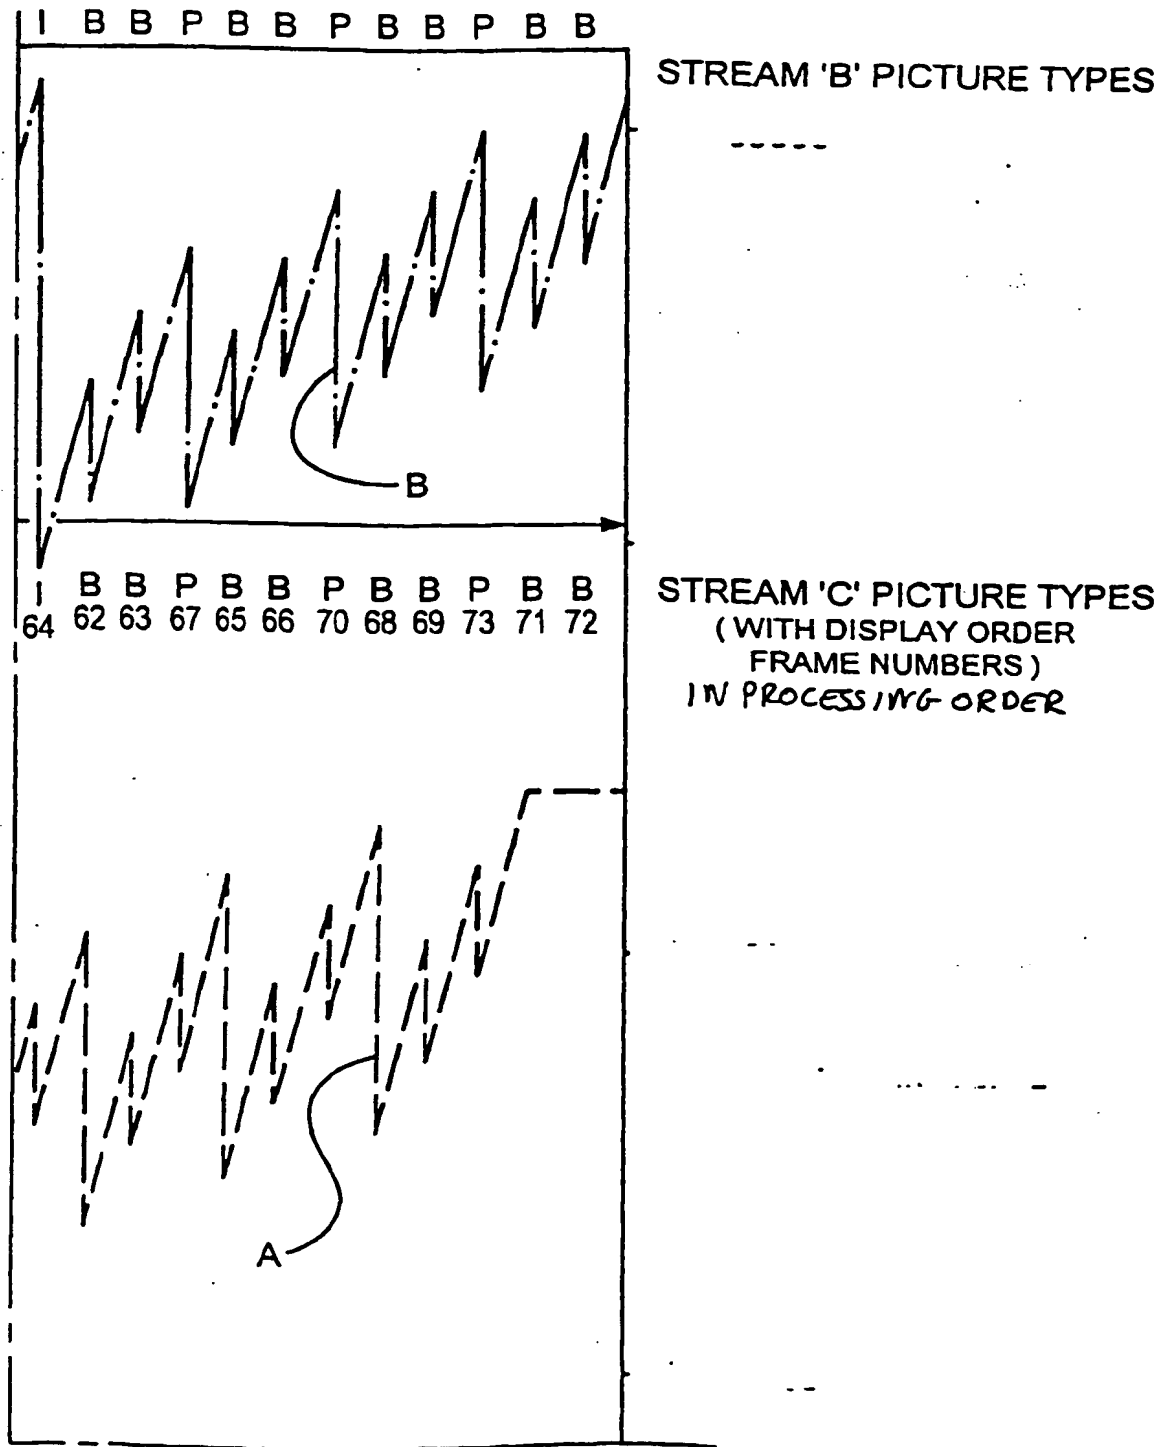 I B B P B B P B B P B B
STREAM 'B' PICTURE TYPES
B
B B P B B P B B P B B
64 62 63 67 65 66 70 68 69 73 71 72
STREAM 'C' PICTURE TYPES
( WITH DISPLAY ORDER
FRAME NUMBERS )
IN PROCESSING ORDER
A